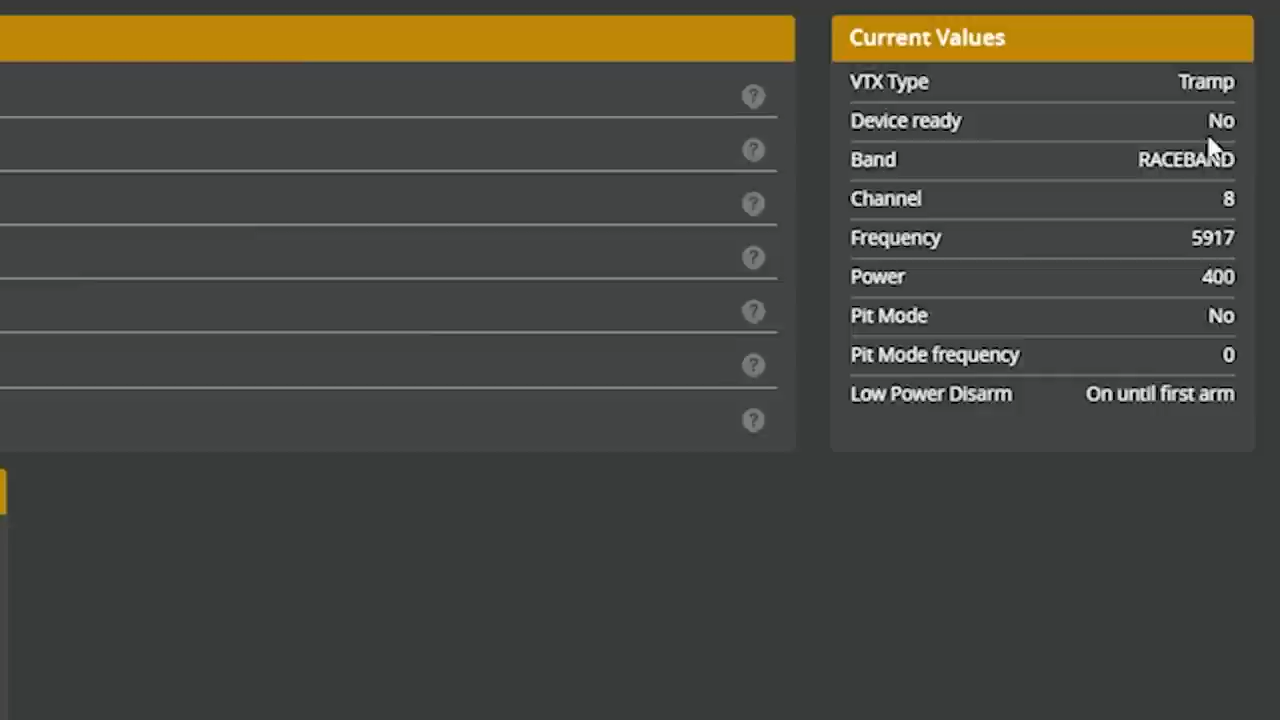 Current Values
VTX Type Tramp
Device ready No
Band RACEBAND
Channel 8
Frequency 5917
Power 400
Pit Mode No
Pit Mode frequency 0
Low Power Disarm On until first arm
?
?
?
?
?
?
?